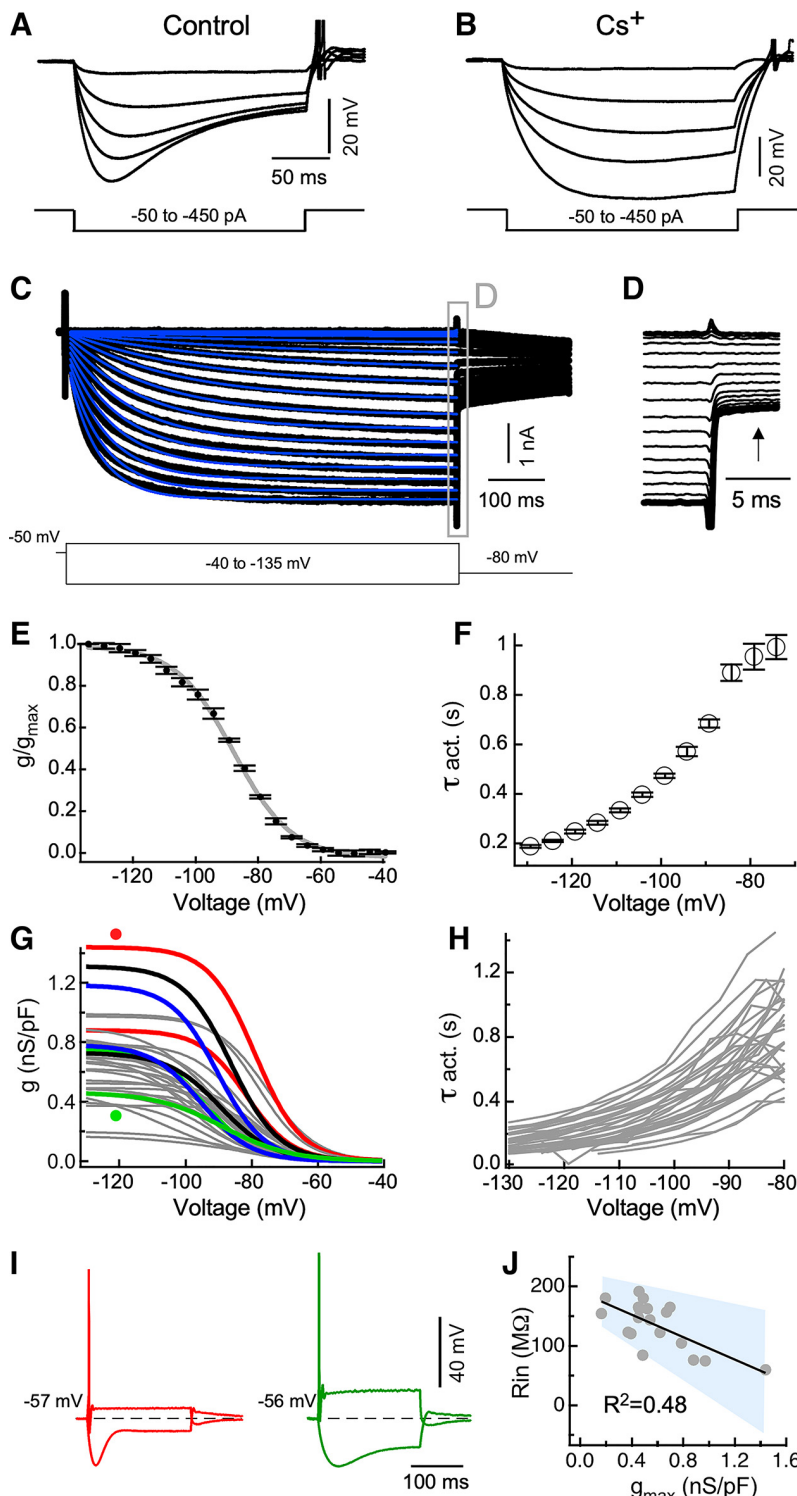 A
Control
B
Cs+
20 mV
50 ms
20 mV
-50 to -450 pA
-50 to -450 pA
C
D
D
1 nA
100 ms
5 ms
-50 mV
-40 to -135 mV
-80 mV
E
1.0
0.8
0.6
0.4
0.2
0.0
g/gmax
-120
-100
-80
-60
-40
Voltage (mV)
F
1
0.8
0.6
0.4
0.2
τ act. (s)
-120
-100
-80
Voltage (mV)
G
1.2
0.8
0.4
0.0
g (nS/pF)
-120
-100
-80
-60
-40
Voltage (mV)
H
1.2
0.8
0.4
0.0
τ act. (s)
-130
-120
-110
-100
-90
-80
Voltage (mV)
I
-57 mV
-56 mV
40 mV
100 ms
J
200
100
0
Rin (MΩ)
R2=0.48
0.0
0.4
0.8
1.2
1.6
gmax (nS/pF)